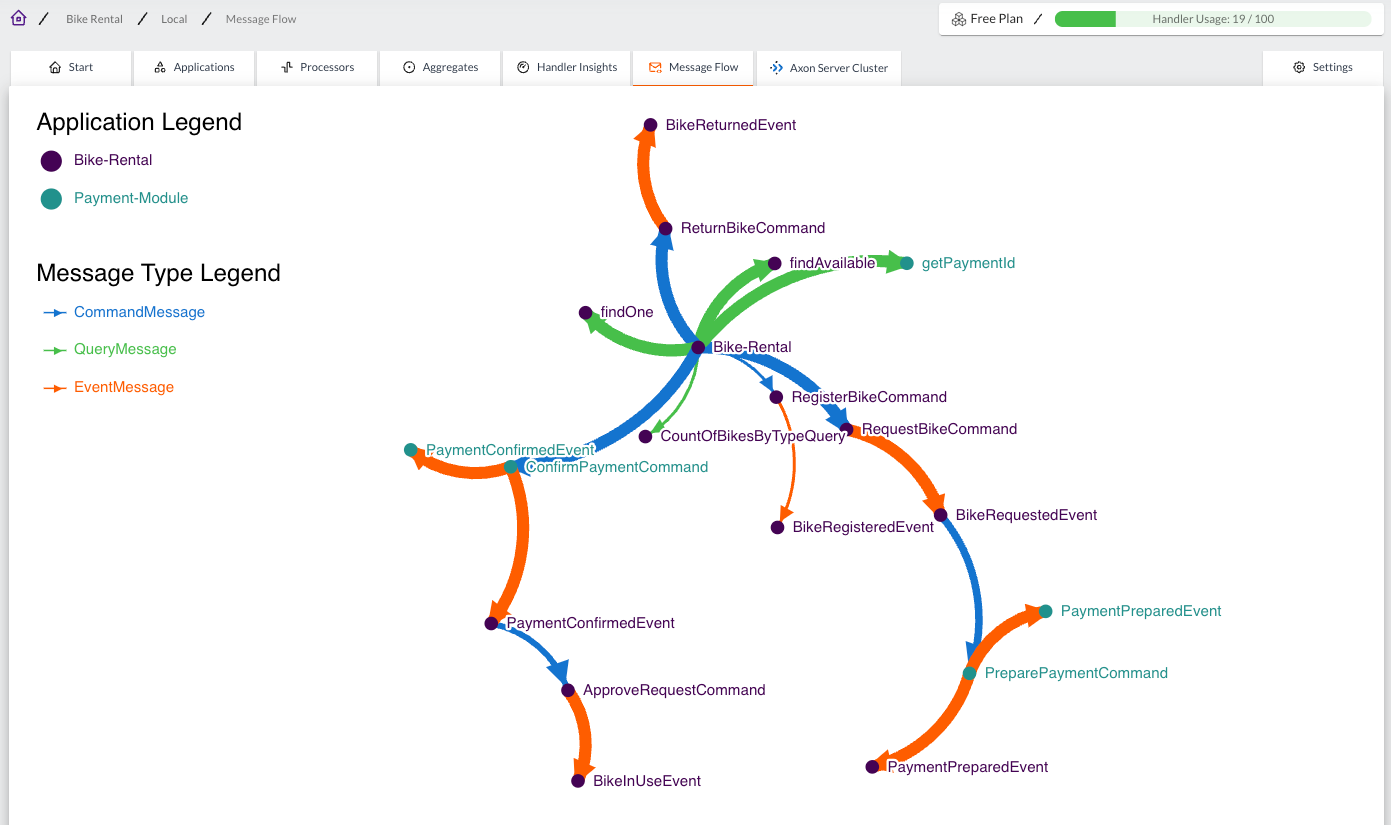 Bike Rental / Local / Message Flow
Free Plan / Handler Usage: 19 / 100
Start
Applications
Processors
Aggregates
Handler Insights
Message Flow
Axon Server Cluster
Settings
Application Legend
Bike-Rental
Payment-Module
Message Type Legend
CommandMessage
QueryMessage
EventMessage
BikeReturnedEvent
ReturnBikeCommand
findAvailable
getPaymentId
findOne
Bike-Rental
RegisterBikeCommand
RequestBikeCommand
CountOfBikesByTypeQuery
PaymentConfirmedEvent
ConfirmPaymentCommand
BikeRequestedEvent
BikeRegisteredEvent
PaymentPreparedEvent
PaymentConfirmedEvent
PreparePaymentCommand
ApproveRequestCommand
PaymentPreparedEvent
BikeInUseEvent